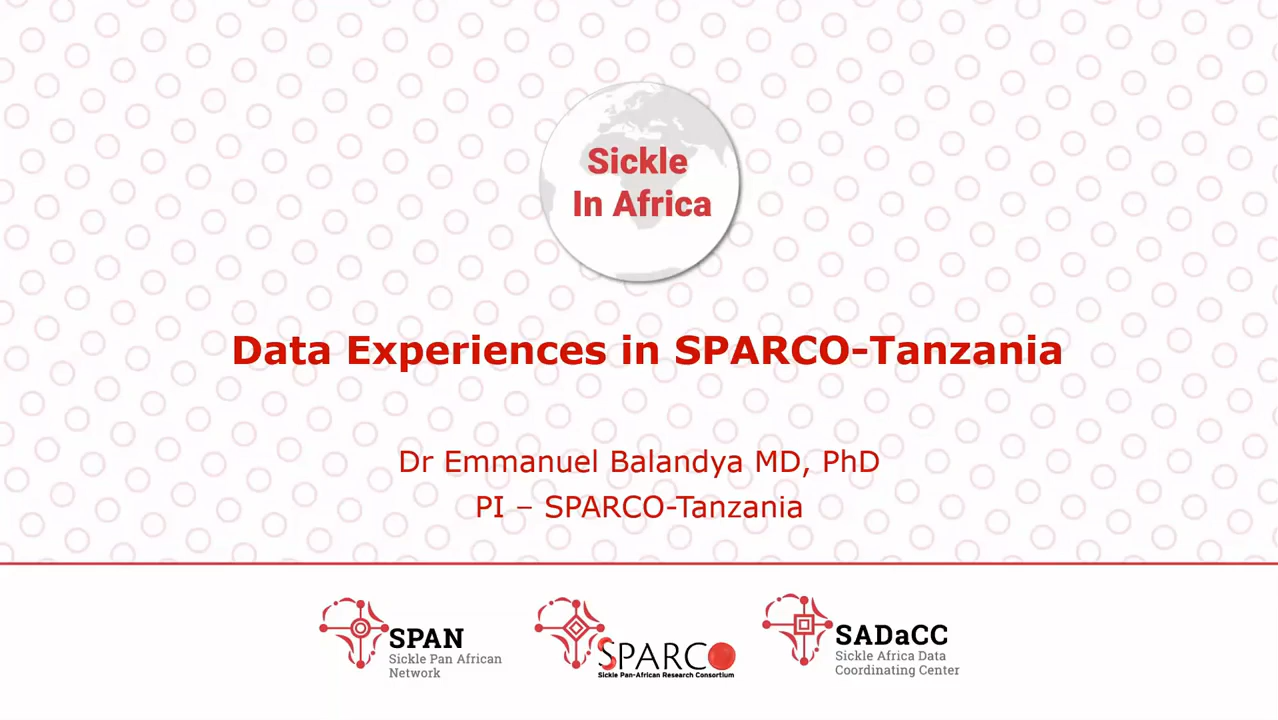 Sickle
In Africa
Data Experiences in SPARCO-Tanzania
Dr Emmanuel Balandya MD, PhD
PI – SPARCO-Tanzania
SPAN
Sickle Pan African
Network
SPARCO
Sickle Pan-African Research Consortium
SADaCC
Sickle Africa Data
Coordinating Center